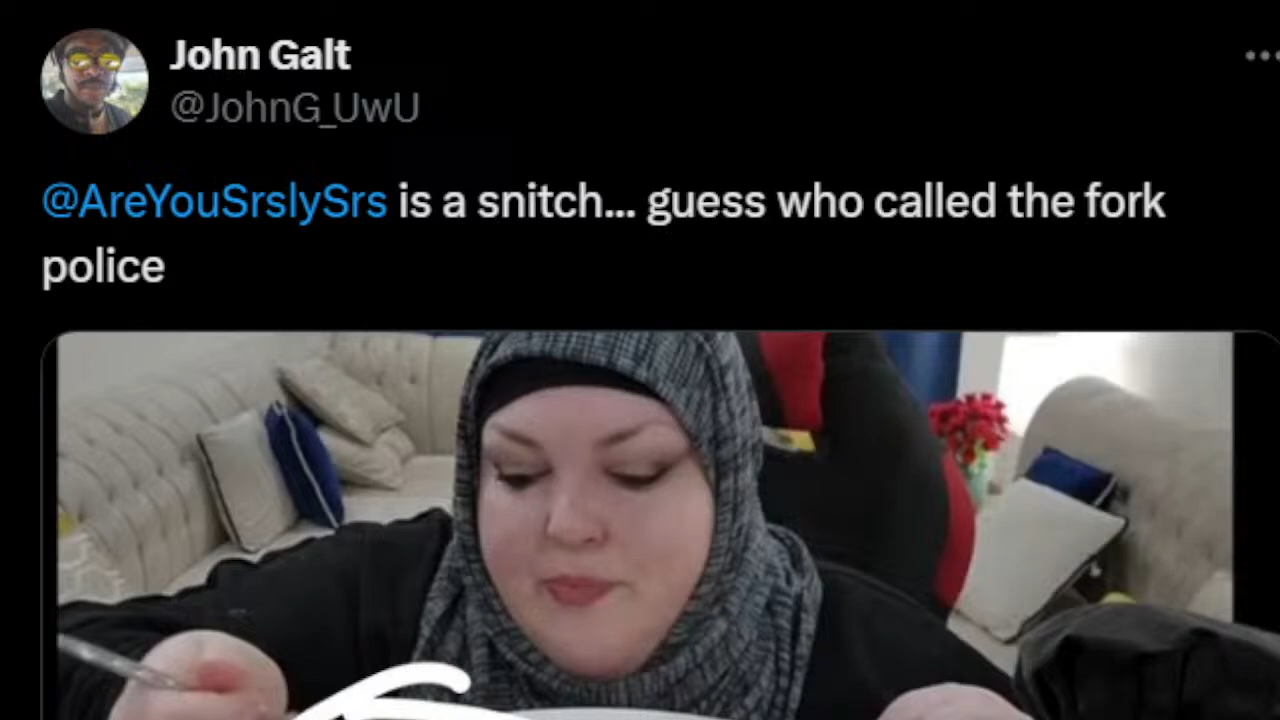 John Galt
@JohnG_UwU
@AreYouSrslySrs is a snitch... guess who called the fork
police